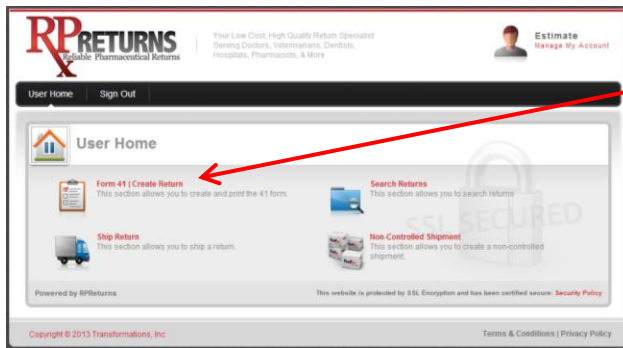 RP RETURNS
Reliable Pharmaceutical Returns
X
Your Low Cost, High Quality Return Specialist
Serving Doctors, Veterinarians, Dentists,
Hospitals, Pharmacists, & More
Estimate
Manage My Account
User Home Sign Out
User Home
Form 41 | Create Return
This section allows you to create and print the 41 form.
Search Returns
This section allows you to search returns
Ship Return
This section allows you to ship a return.
Non-Controlled Shipment
This section allows you to create a non-controlled
shipment.
SSL SECURED
Powered by RPReturns
This website is protected by SSL Encryption and has been certified secure: Security Policy
Copyright © 2013 Transformations, Inc
Terms & Conditions | Privacy Policy